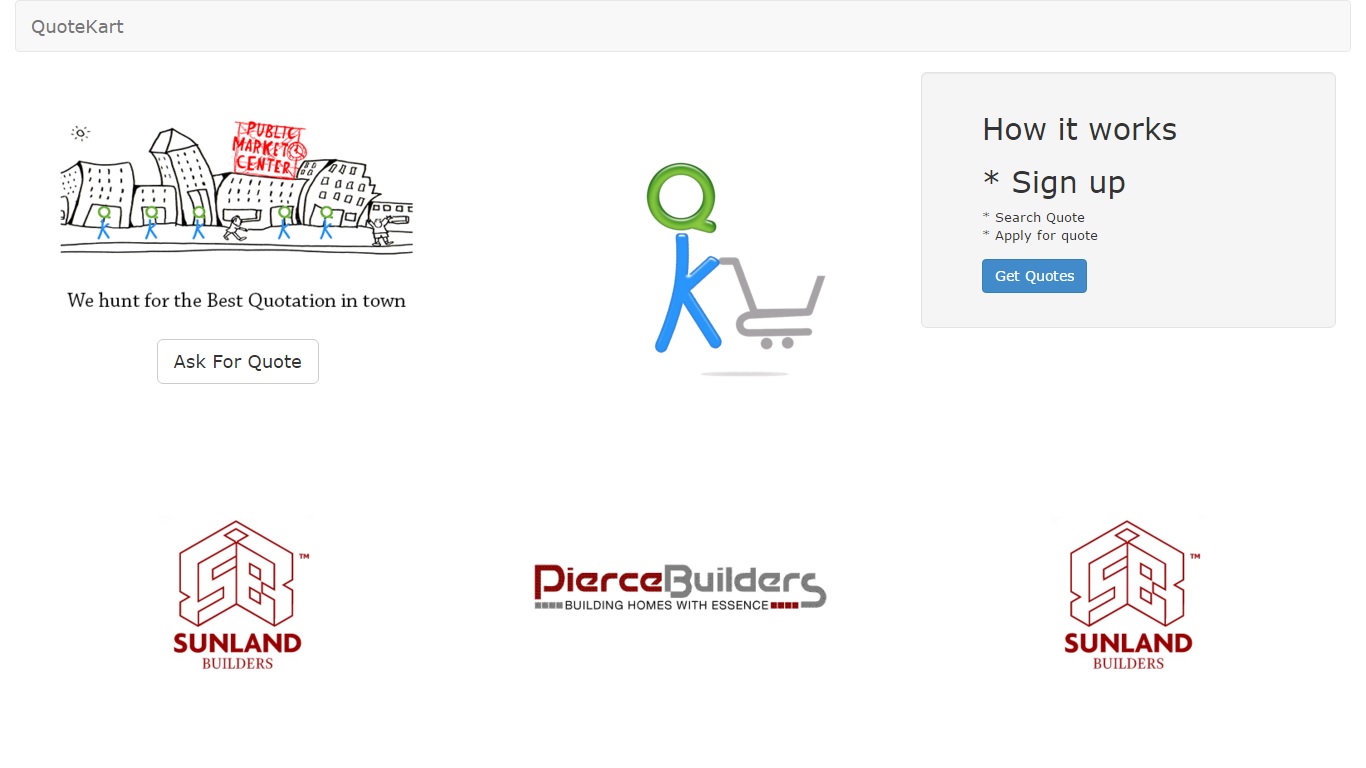 QuoteKart
PUBLIC
MARKET
CENTER
We hunt for the Best Quotation in town
Ask For Quote
Q
k
How it works
* Sign up
* Search Quote
* Apply for quote
Get Quotes
SUNLAND
BUILDERS
™
PierceBuilders
BUILDING HOMES WITH ESSENCE
SUNLAND
BUILDERS
™